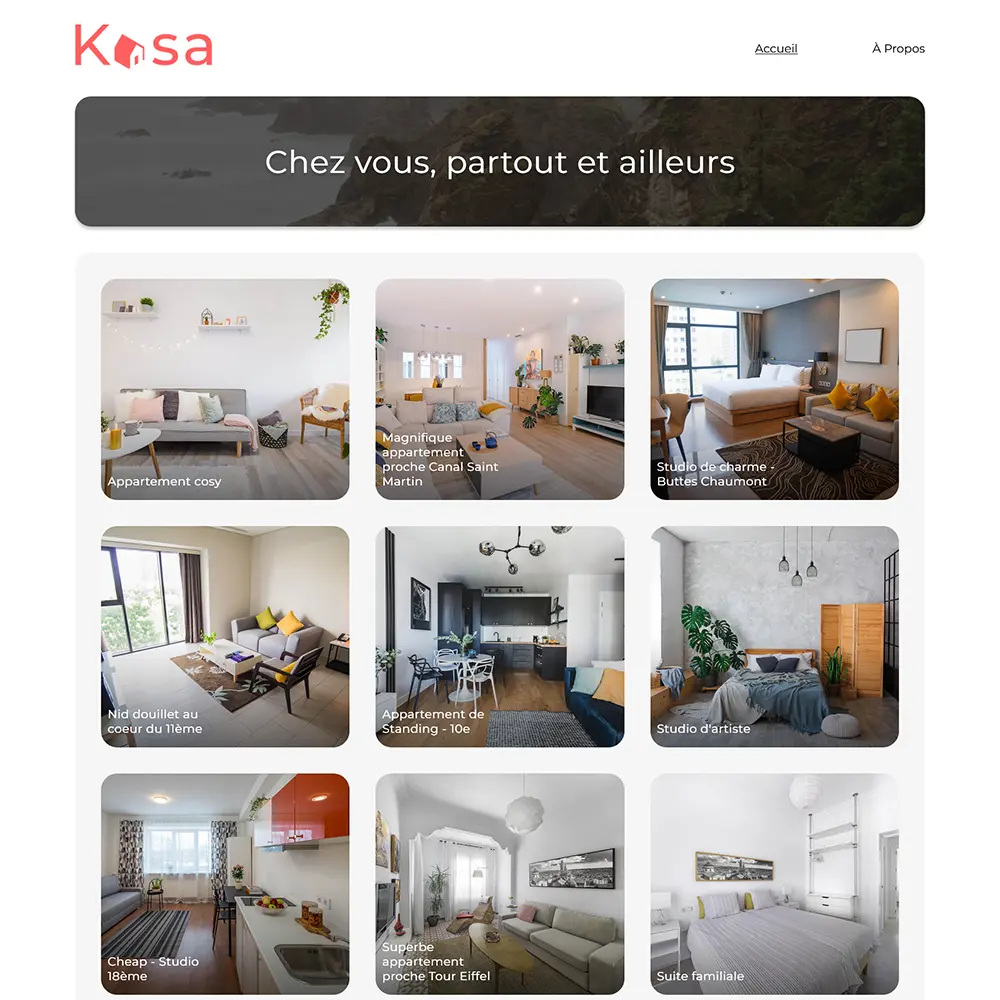 Kasa
Accueil
À Propos
Chez vous, partout et ailleurs
Appartement cosy
Magnifique
appartement
proche Canal Saint
Martin
Studio de charme -
Buttes Chaumont
Nid douillet au
coeur du 11ème
Appartement de
Standing - 10e
Studio d'artiste
Cheap - Studio
18ème
Superbe
appartement
proche Tour Eiffel
Suite familiale